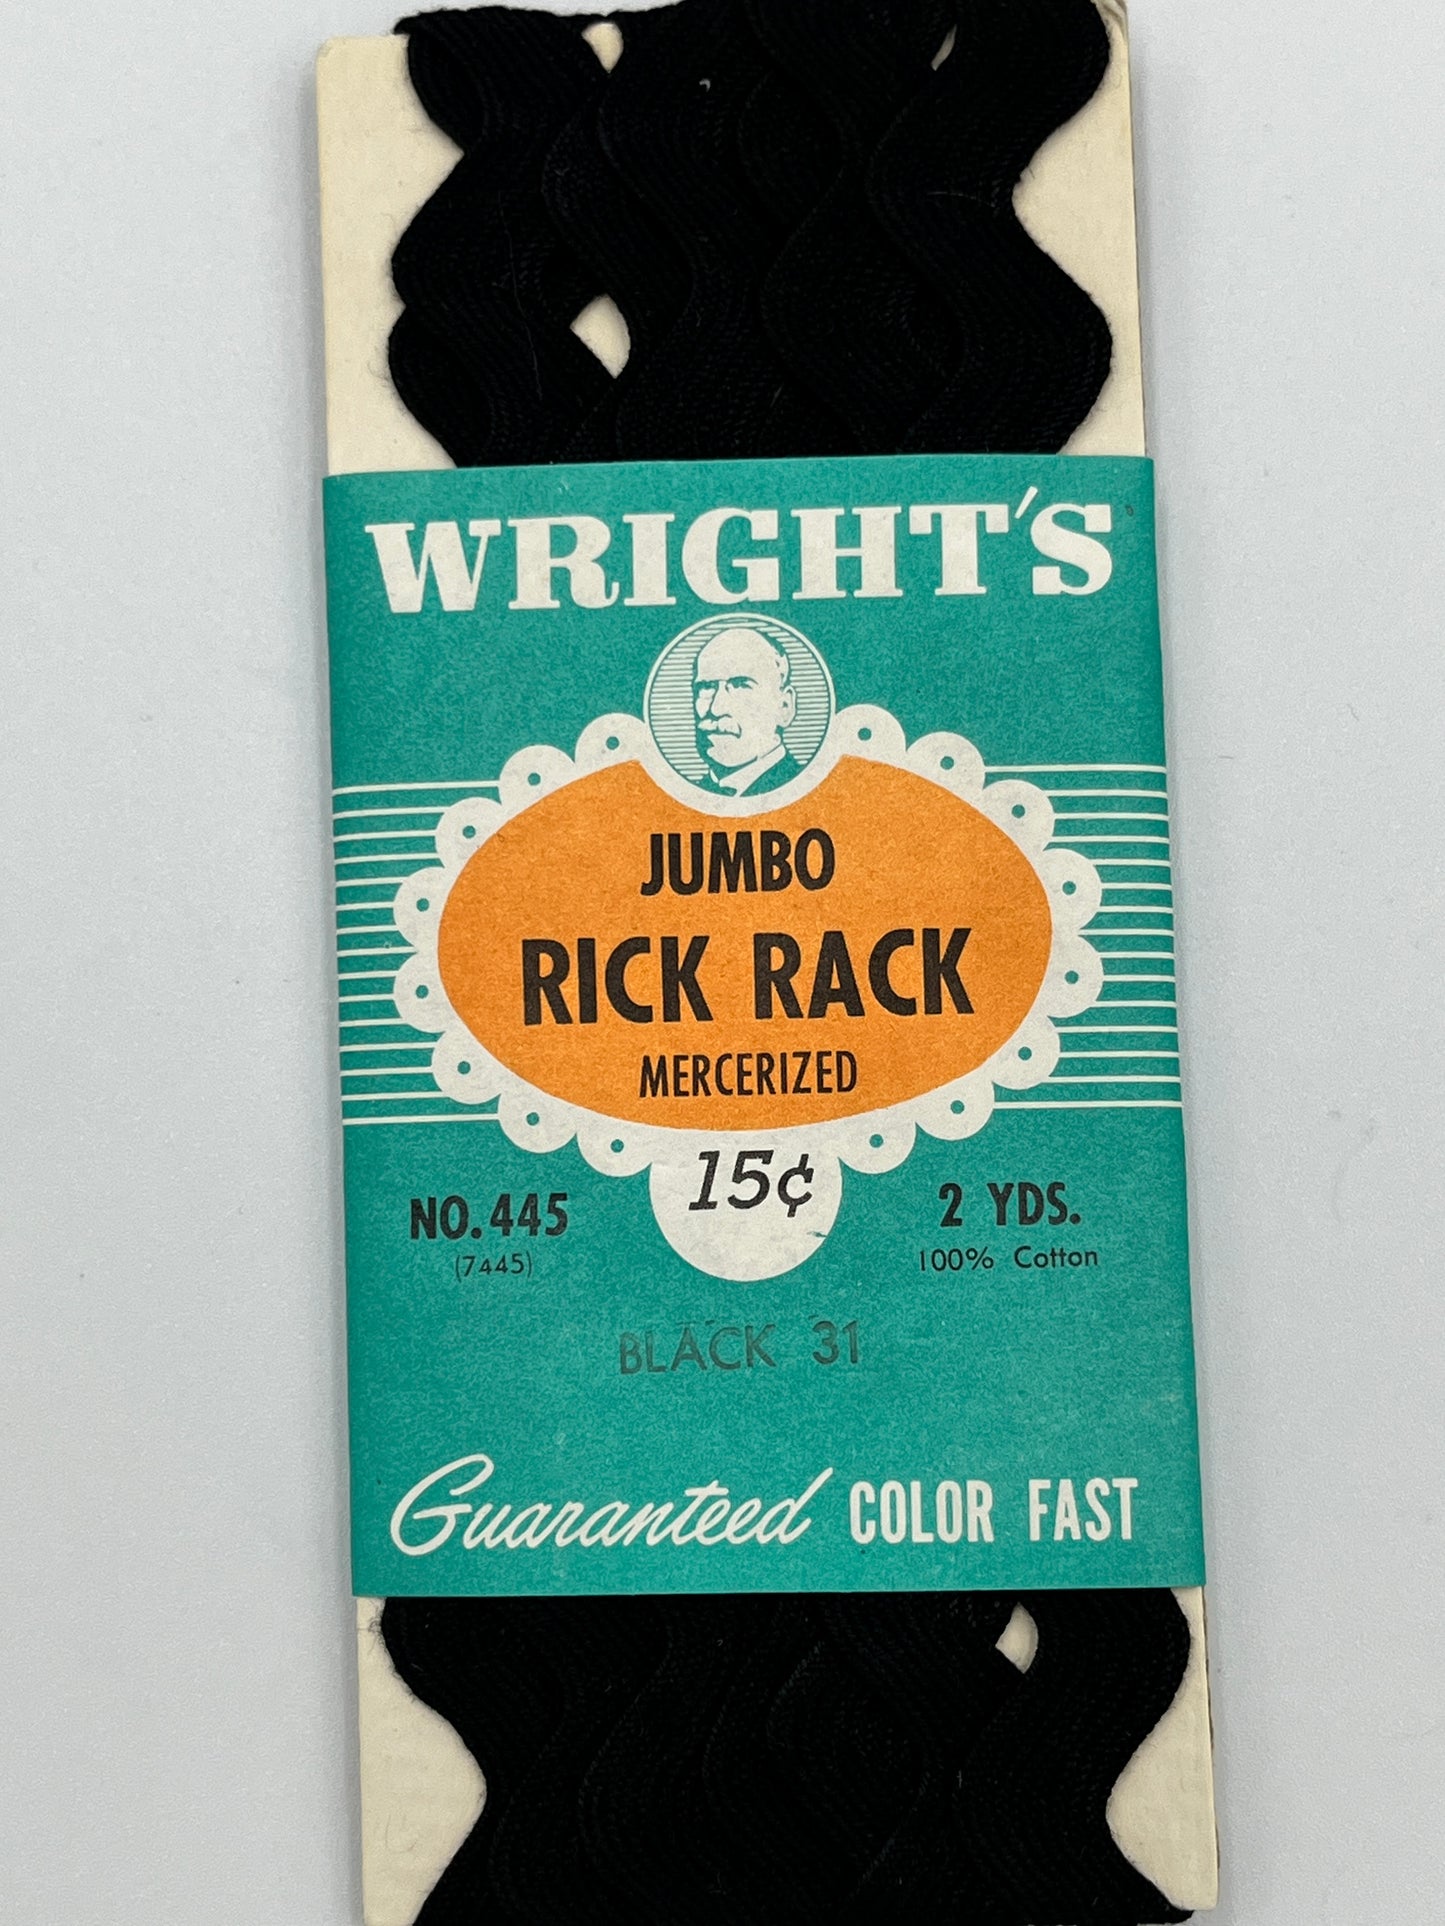 WRIGHT'S
JUMBO
RICK RACK
MERCERIZED
15¢
NO. 445
(7445)
2 YDS.
100% Cotton
BLACK 31
Guaranteed COLOR FAST